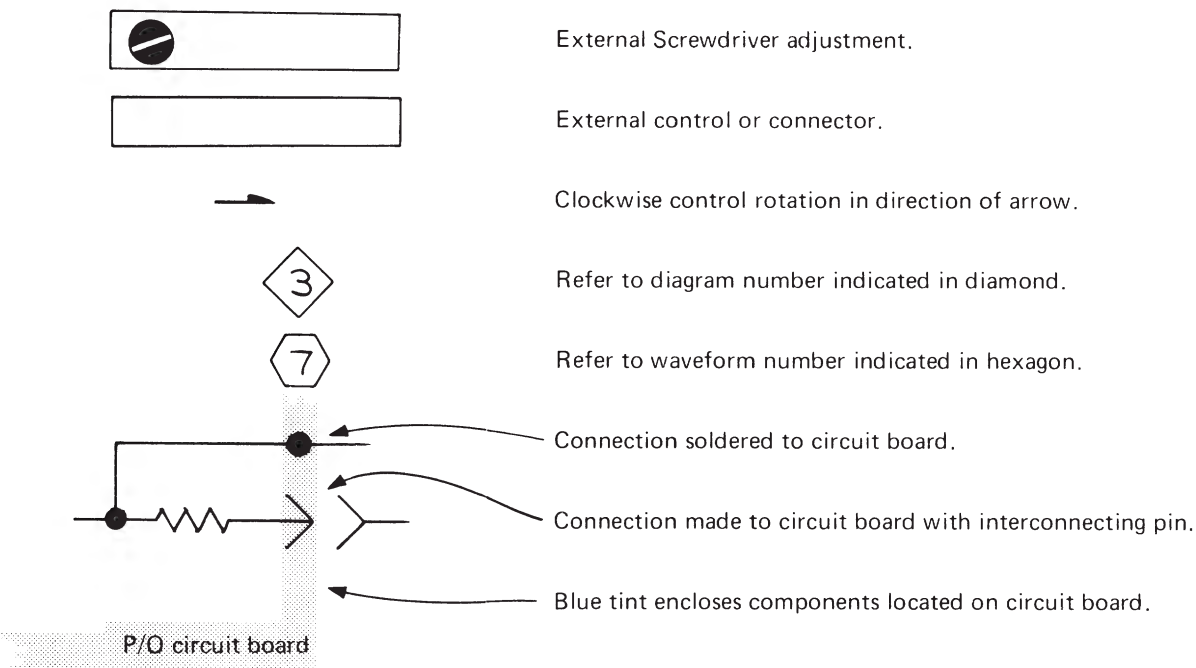 External Screwdriver adjustment.
External control or connector.
Clockwise control rotation in direction of arrow.
3
Refer to diagram number indicated in diamond.
7
Refer to waveform number indicated in hexagon.
Connection soldered to circuit board.
Connection made to circuit board with interconnecting pin.
Blue tint encloses components located on circuit board.
P/O circuit board